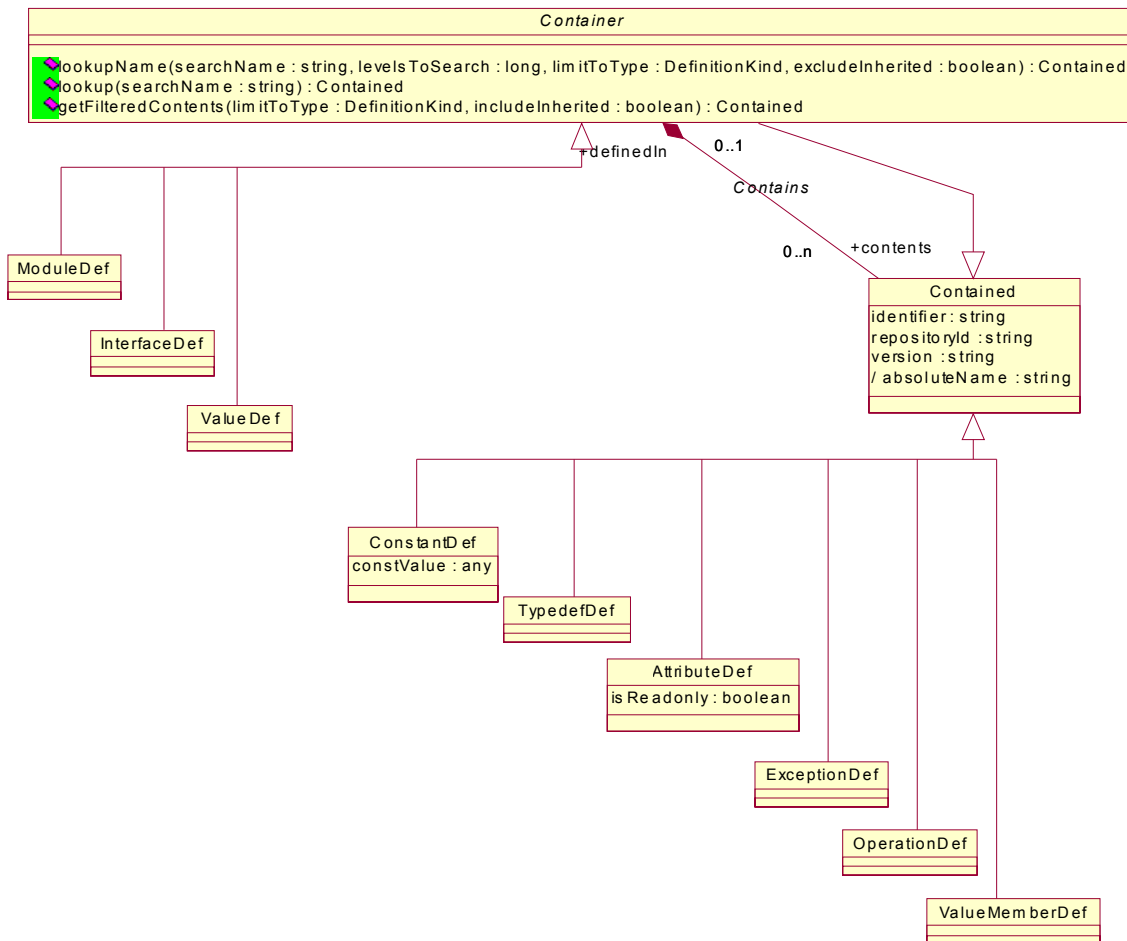 Container
lookupName(searchName : string, levelsToSearch : long, limitToType : DefinitionKind, excludeInherited : boolean) : Contained
lookup(searchName : string) : Contained
getFilteredContents(limitToType : DefinitionKind, includeInherited : boolean) : Contained
+definedIn
0..1
Contains
0..n
+contents
ModuleDef
InterfaceDef
ValueDef
Contained
identifier : string
repositoryId : string
version : string
/ absoluteName : string
ConstantDef
constValue : any
TypedefDef
AttributeDef
isReadonly : boolean
ExceptionDef
OperationDef
ValueMemberDef